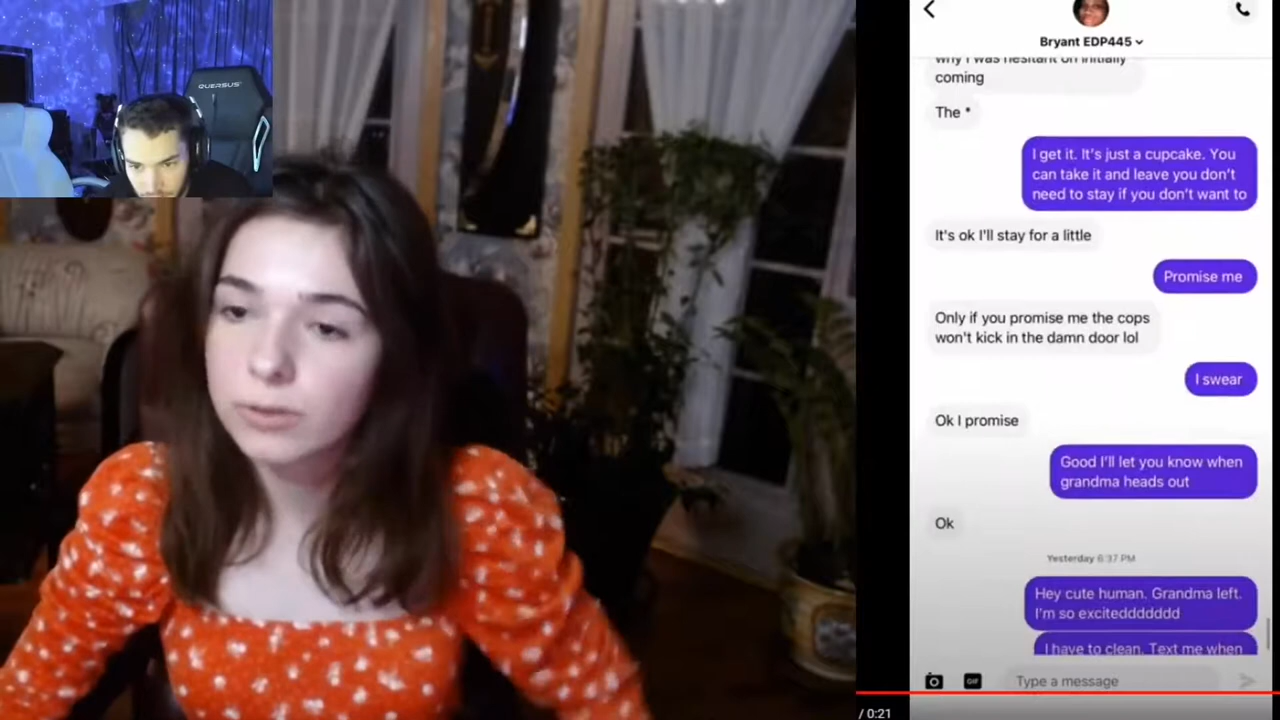 QUERSUS
Bryant EDP445
why I was hesitant on initially
coming
The *
I get it. It's just a cupcake. You
can take it and leave you don't
need to stay if you don't want to
It's ok I'll stay for a little
Promise me
Only if you promise me the cops
won't kick in the damn door lol
I swear
Ok I promise
Good I'll let you know when
grandma heads out
Ok
Yesterday 6:37 PM
Hey cute human. Grandma left.
I'm so excitedddddddd
I have to clean. Text me when
GIF
Type a message
/ 0:21